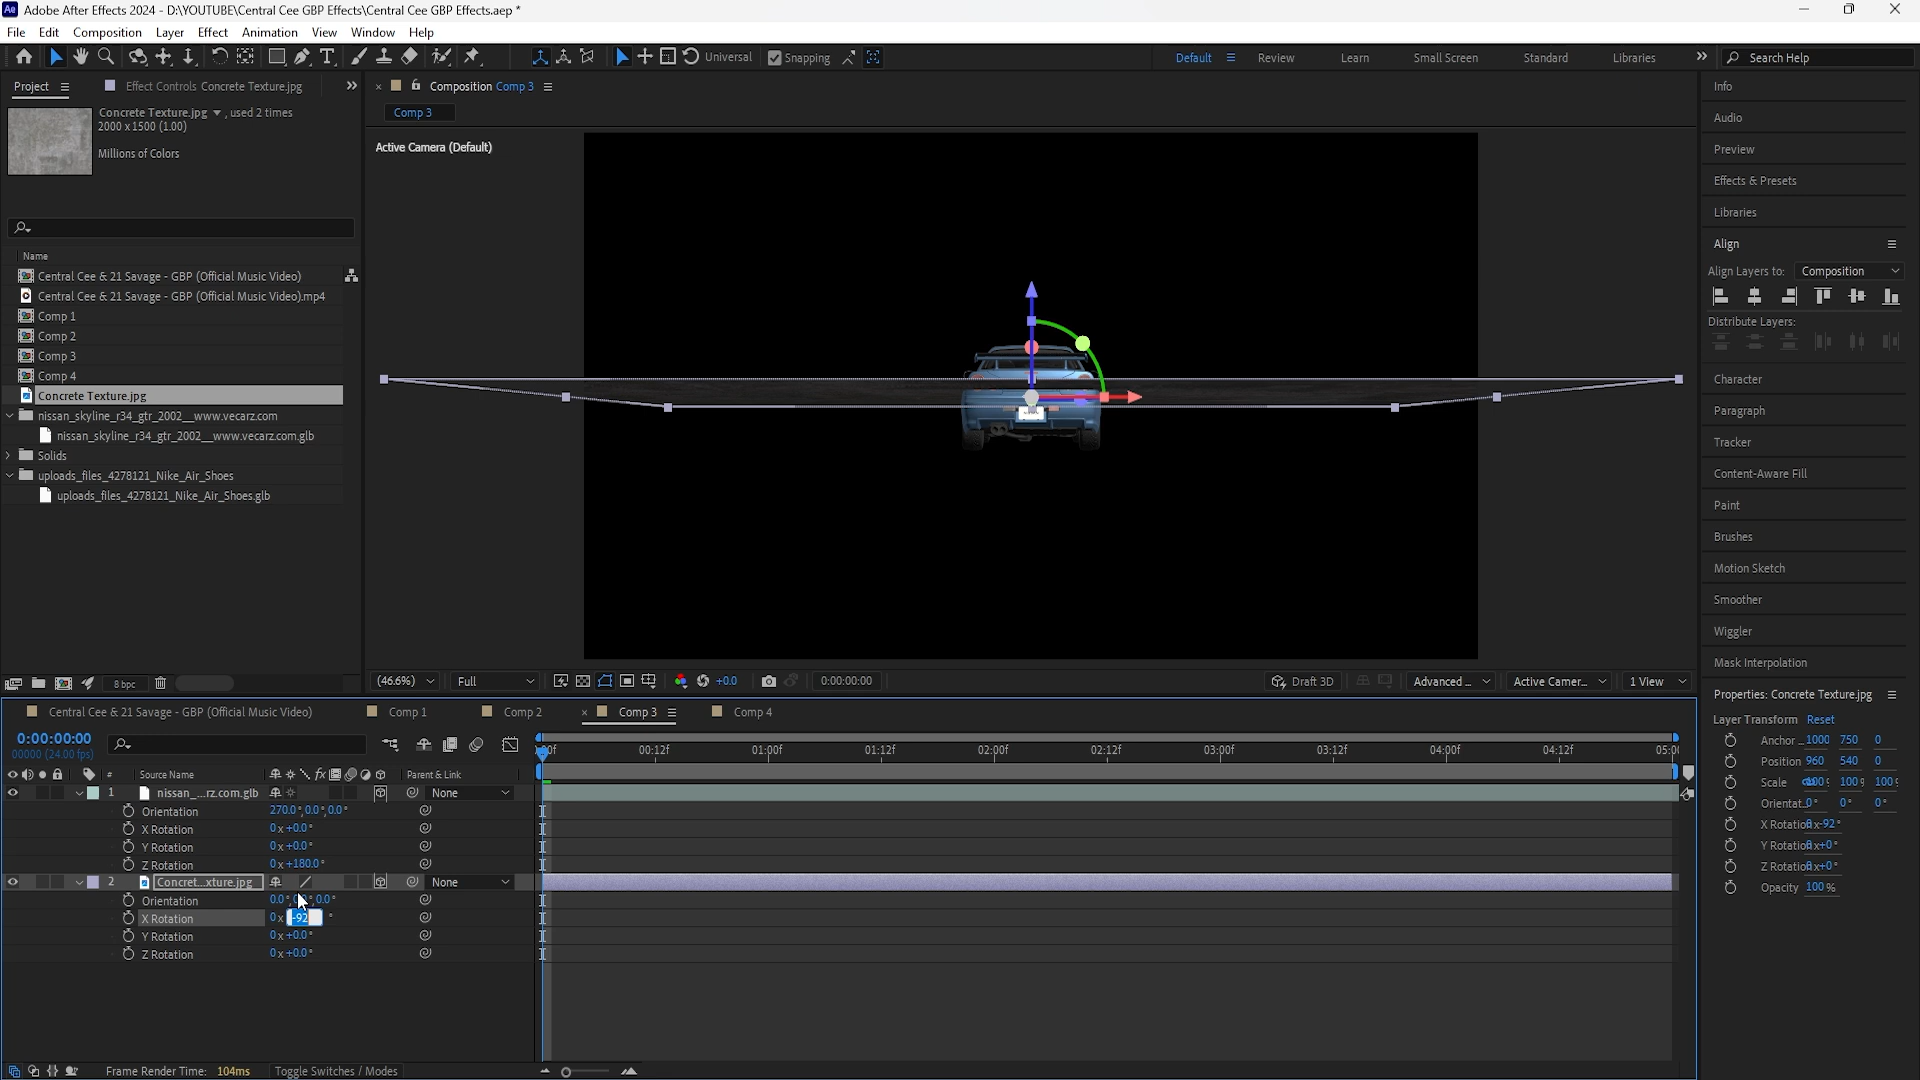 Adobe After Effects 2024 - D:\YOUTUBE\Central Cee GBP Effects\Central Cee GBP Effects.aep *
File Edit Composition Layer Effect Animation View Window Help
Universal Snapping Default Review Learn Small Screen Standard Libraries Search Help
Project Effect Controls Concrete Texture.jpg
Composition Comp 3
Comp 3
Concrete Texture.jpg , used 2 times
2000 x 1500 (1.00)
Millions of Colors
Active Camera (Default)
Name
Central Cee & 21 Savage - GBP (Official Music Video)
Central Cee & 21 Savage - GBP (Official Music Video).mp4
Comp 1
Comp 2
Comp 3
Comp 4
Concrete Texture.jpg
nissan_skyline_r34_gtr_2002__www.vecarz.com
nissan_skyline_r34_gtr_2002__www.vecarz.com.glb
Solids
uploads_files_4278121_Nike_Air_Shoes
uploads_files_4278121_Nike_Air_Shoes.glb
8 bpc
(46.6%) Full +0.0 0:00:00:00 Draft 3D Advanced ... Active Camer... 1 View
Info
Audio
Preview
Effects & Presets
Libraries
Align
Align Layers to: Composition
Distribute Layers:
Character
Paragraph
Tracker
Content-Aware Fill
Paint
Brushes
Motion Sketch
Smoother
Wiggler
Mask Interpolation
Properties: Concrete Texture.jpg
Layer Transform Reset
Anchor ... 1000 750 0
Position 960 540 0
Scale 100% 100% 100%
Orientat... 0° 0° 0°
X Rotation 0x-92°
Y Rotation 0x+0°
Z Rotation 0x+0°
Opacity 100%
Central Cee & 21 Savage - GBP (Official Music Video) Comp 1 Comp 2 Comp 3 Comp 4
0:00:00:00
00000 (24.00 fps)
:00f 00:12f 01:00f 01:12f 02:00f 02:12f 03:00f 03:12f 04:00f 04:12f 05:0
# Source Name fx Parent & Link
1 nissan_...rz.com.glb None
Orientation 270.0°,0.0°,0.0°
X Rotation 0x+0.0°
Y Rotation 0x+0.0°
Z Rotation 0x+180.0°
2 Concret...xture.jpg None
Orientation 0.0°,0.0°,0.0°
X Rotation 0x -92 °
Y Rotation 0x+0.0°
Z Rotation 0x+0.0°
Frame Render Time: 104ms Toggle Switches / Modes